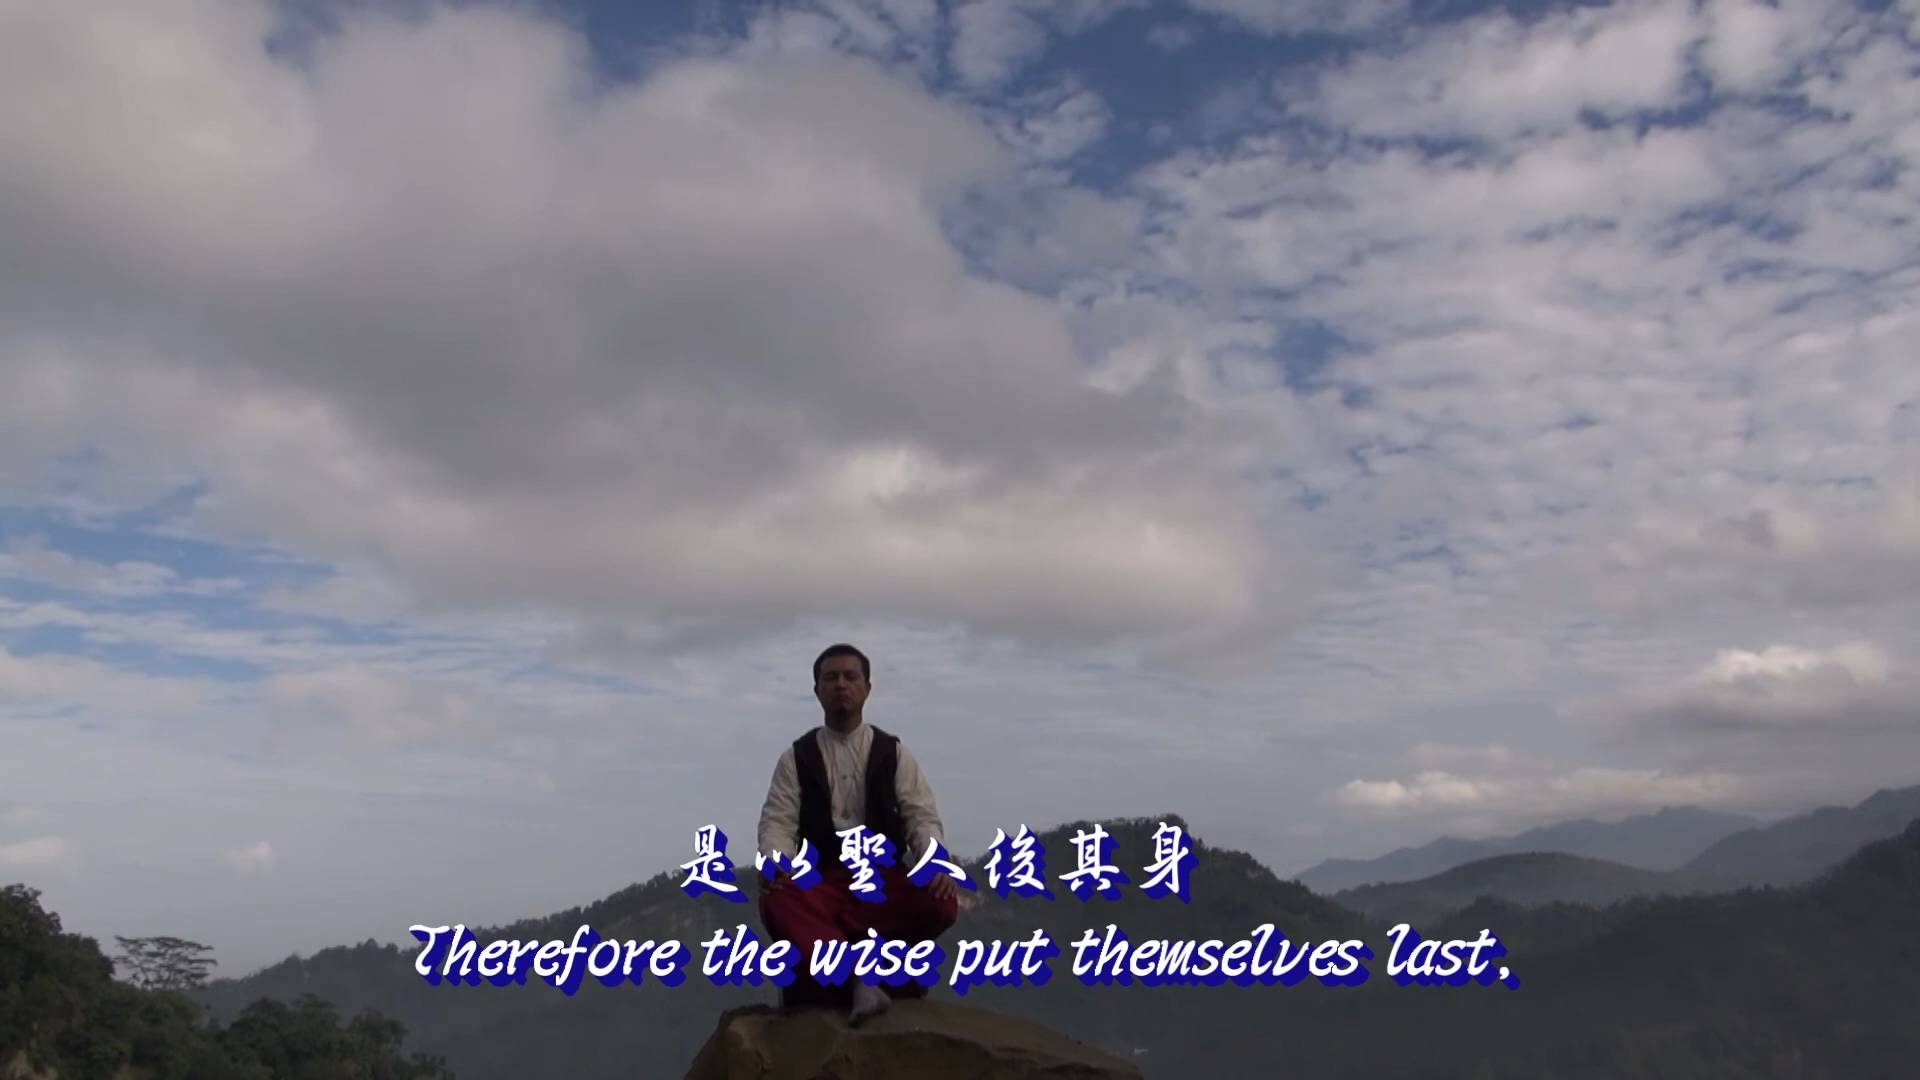 是以聖人後其身
Therefore the wise put themselves last,